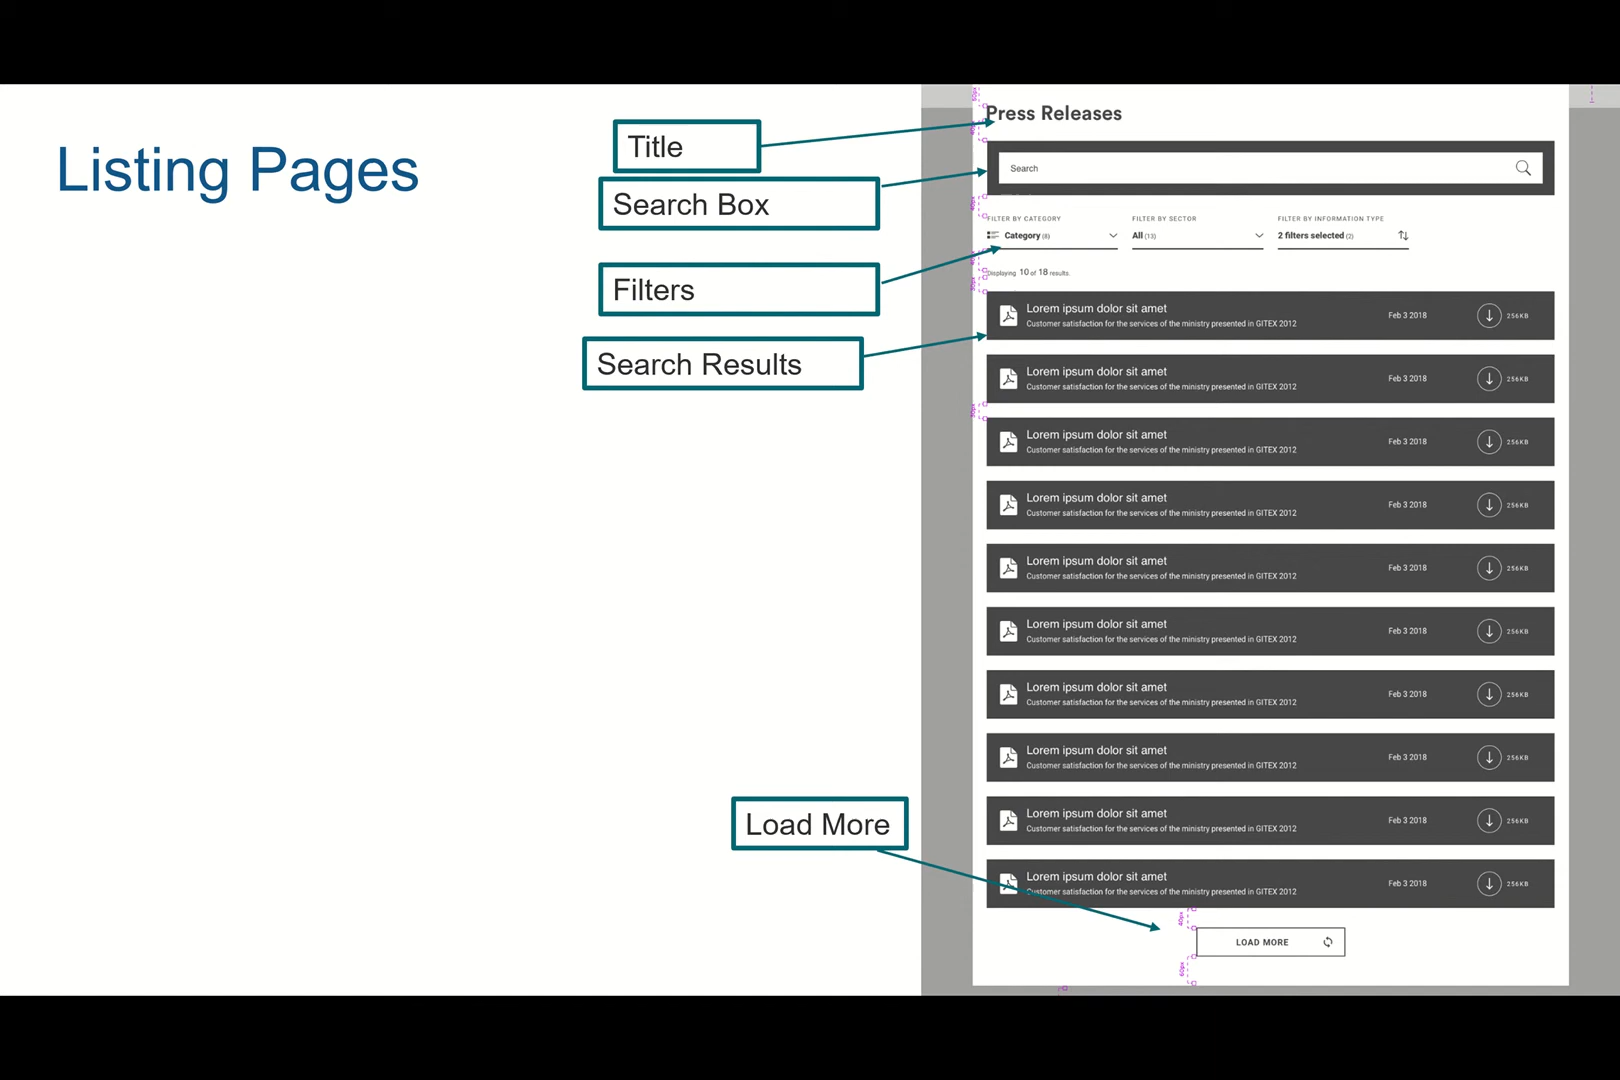 Listing Pages
Title
Search Box
Filters
Search Results
Load More
Press Releases
Search
FILTER BY CATEGORY
Category (8)
FILTER BY SECTOR
All (13)
FILTER BY INFORMATION TYPE
2 filters selected (2)
Displaying 10 of 18 results.
Lorem ipsum dolor sit amet
Customer satisfaction for the services of the ministry presented in GITEX 2012
Feb 3 2018
256KB
Lorem ipsum dolor sit amet
Customer satisfaction for the services of the ministry presented in GITEX 2012
Feb 3 2018
256KB
Lorem ipsum dolor sit amet
Customer satisfaction for the services of the ministry presented in GITEX 2012
Feb 3 2018
256KB
Lorem ipsum dolor sit amet
Customer satisfaction for the services of the ministry presented in GITEX 2012
Feb 3 2018
256KB
Lorem ipsum dolor sit amet
Customer satisfaction for the services of the ministry presented in GITEX 2012
Feb 3 2018
256KB
Lorem ipsum dolor sit amet
Customer satisfaction for the services of the ministry presented in GITEX 2012
Feb 3 2018
256KB
Lorem ipsum dolor sit amet
Customer satisfaction for the services of the ministry presented in GITEX 2012
Feb 3 2018
256KB
Lorem ipsum dolor sit amet
Customer satisfaction for the services of the ministry presented in GITEX 2012
Feb 3 2018
256KB
Lorem ipsum dolor sit amet
Customer satisfaction for the services of the ministry presented in GITEX 2012
Feb 3 2018
256KB
Lorem ipsum dolor sit amet
Customer satisfaction for the services of the ministry presented in GITEX 2012
Feb 3 2018
256KB
40px
LOAD MORE
60px